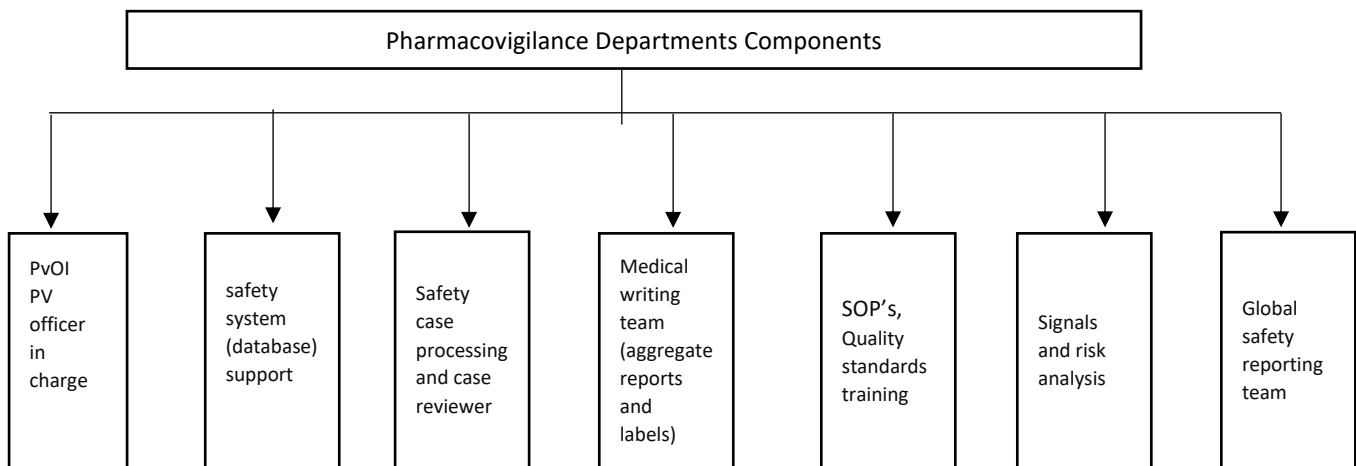 Pharmacovigilance Departments Components
PvOI
PV
officer
in
charge
safety
system
(database)
support
Safety
case
processing
and case
reviewer
Medical
writing
team
(aggregate
reports
and
labels)
SOP’s,
Quality
standards
training
Signals
and risk
analysis
Global
safety
reporting
team